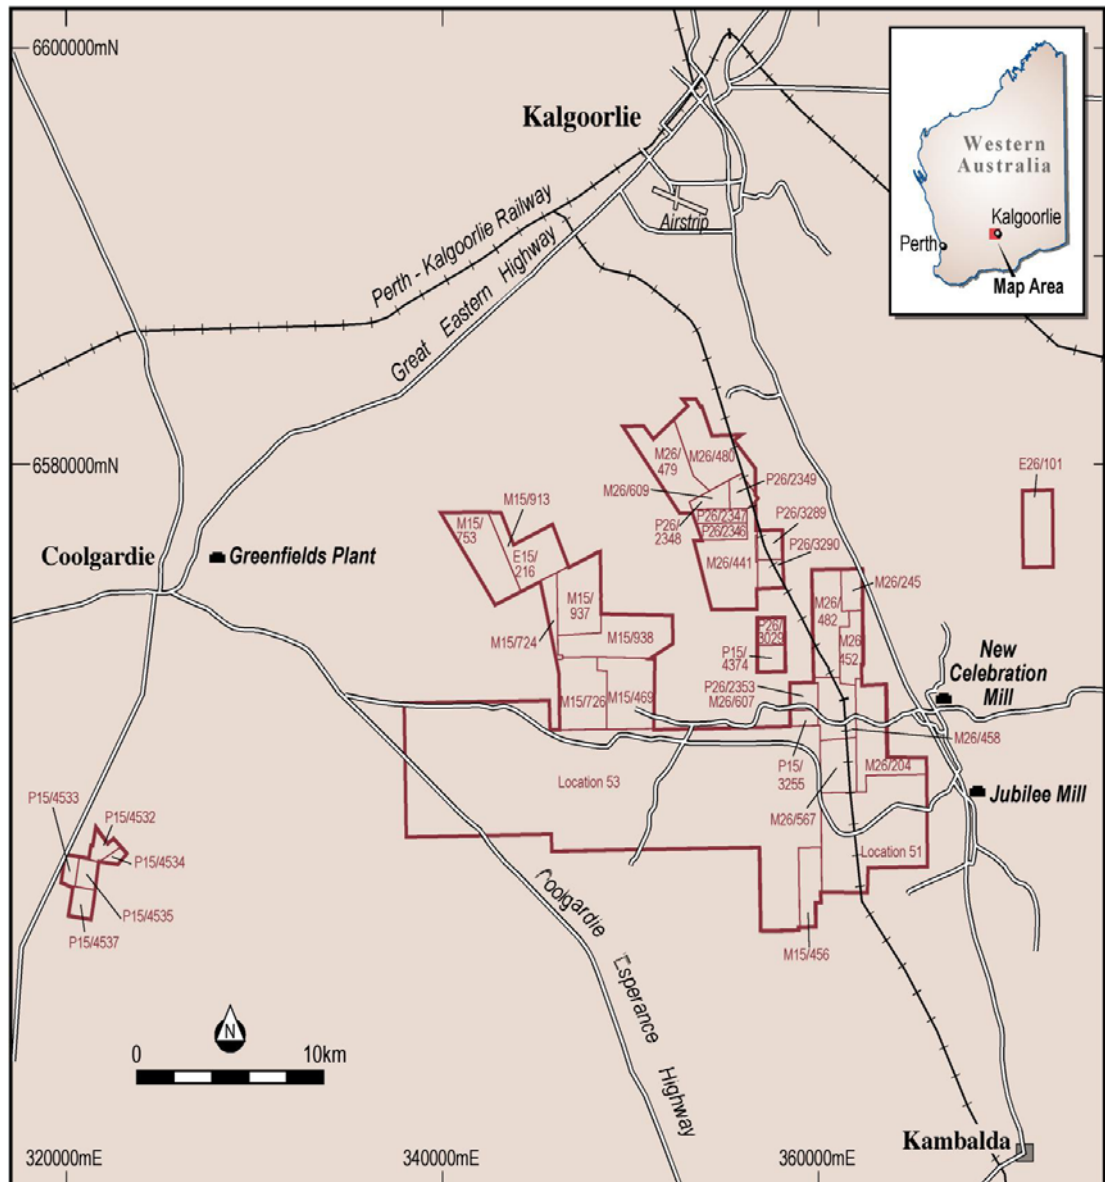 6600000mN
Kalgoorlie
Western
Australia
Kalgoorlie
Perth
Map Area
Airstrip
Perth - Kalgoorlie Railway
Great Eastern Highway
6580000mN
M26/
479
M26/480
E26/101
P26/2349
M26/609
M15/913
M15/
753
P26/2347
P26/3289
P26/
2348
P26/2346
Coolgardie
Greenfields Plant
E15/
216
M26/441
P26/3290
M26/245
M26/
482
M15/
937
M15/724
M15/938
P26/
3029
M26
452
New
Celebration
Mill
P15/
4374
P26/2353
M26/607
M15/726
M15/469
M26/458
P15/
3255
M26/204
Location 53
Jubilee Mill
M26/567
P15/4533
P15/4532
P15/4534
Location 51
P15/4535
P15/4537
M15/456
Coolgardie Esperance Highway
N
0 10km
Kambalda
320000mE
340000mE
360000mE